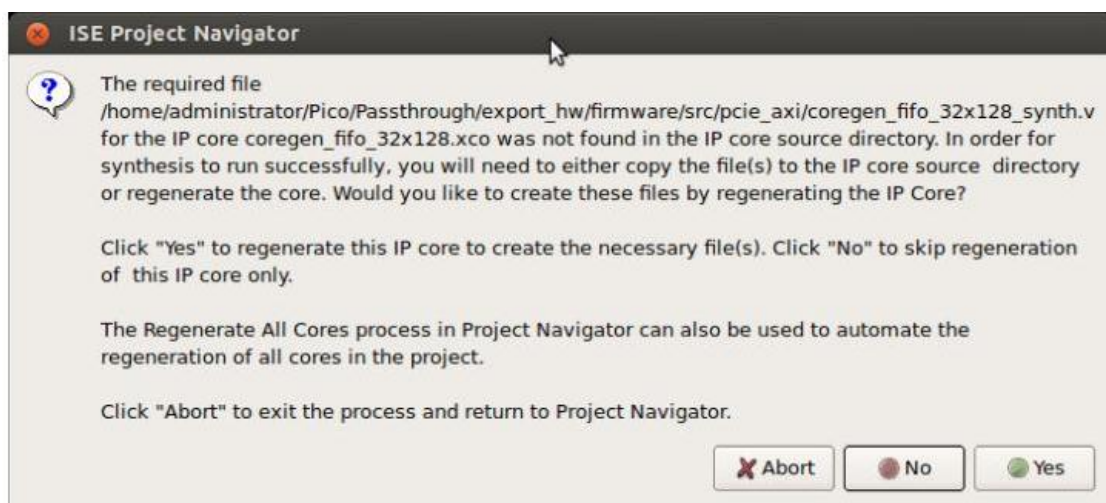 ISE Project Navigator
The required file
/home/administrator/Pico/Passthrough/export_hw/firmware/src/pcie_axi/coregen_fifo_32x128_synth.v
for the IP core coregen_fifo_32x128.xco was not found in the IP core source directory. In order for
synthesis to run successfully, you will need to either copy the file(s) to the IP core source  directory
or regenerate the core. Would you like to create these files by regenerating the IP Core?
Click "Yes" to regenerate this IP core to create the necessary file(s). Click "No" to skip regeneration
of  this IP core only.
The Regenerate All Cores process in Project Navigator can also be used to automate the
regeneration of all cores in the project.
Click "Abort" to exit the process and return to Project Navigator.
Abort
No
Yes